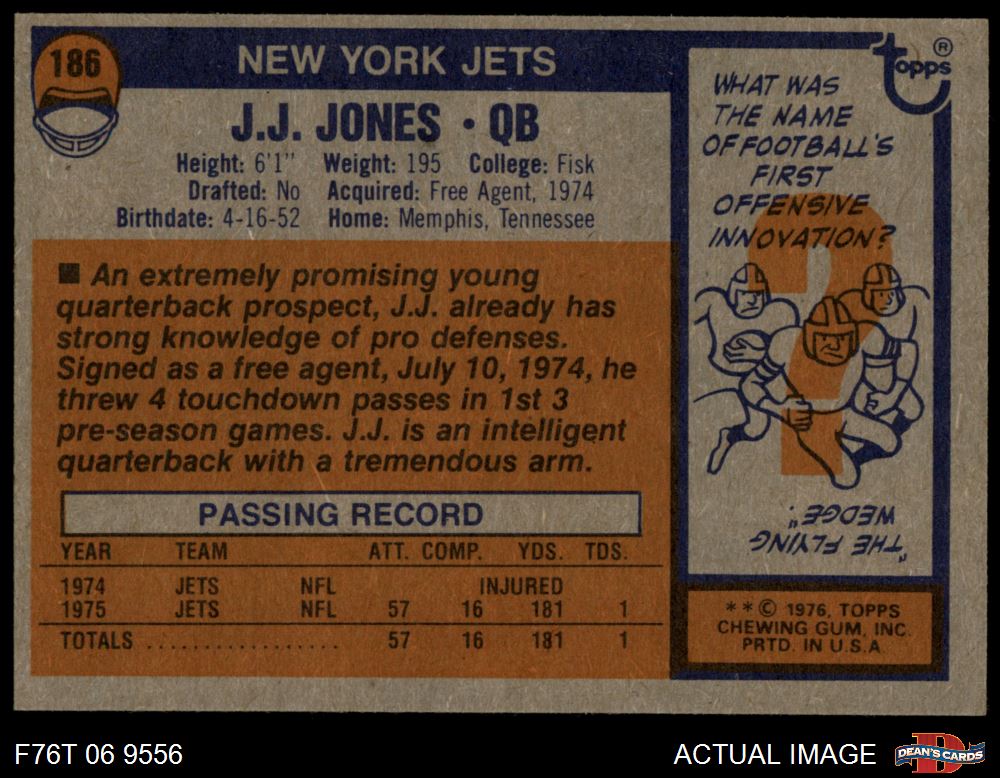 186
NEW YORK JETS
J.J. JONES · QB
Height: 6'1" Weight: 195 College: Fisk
Drafted: No Acquired: Free Agent, 1974
Birthdate: 4-16-52 Home: Memphis, Tennessee
■ An extremely promising young
quarterback prospect, J.J. already has
strong knowledge of pro defenses.
Signed as a free agent, July 10, 1974, he
threw 4 touchdown passes in 1st 3
pre-season games. J.J. is an intelligent
quarterback with a tremendous arm.
PASSING RECORD
YEAR TEAM ATT. COMP. YDS. TDS.
1974 JETS NFL INJURED
1975 JETS NFL 57 16 181 1
TOTALS .................. 57 16 181 1
topps ®
WHAT WAS
THE NAME
OF FOOTBALL'S
FIRST
OFFENSIVE
INNOVATION?
?
"THE FLYING
WEDGE."
* * © 1976, TOPPS
CHEWING GUM, INC.
PRTD. IN U.S.A.
F76T 06 9556
ACTUAL IMAGE
DEAN'S CARDS